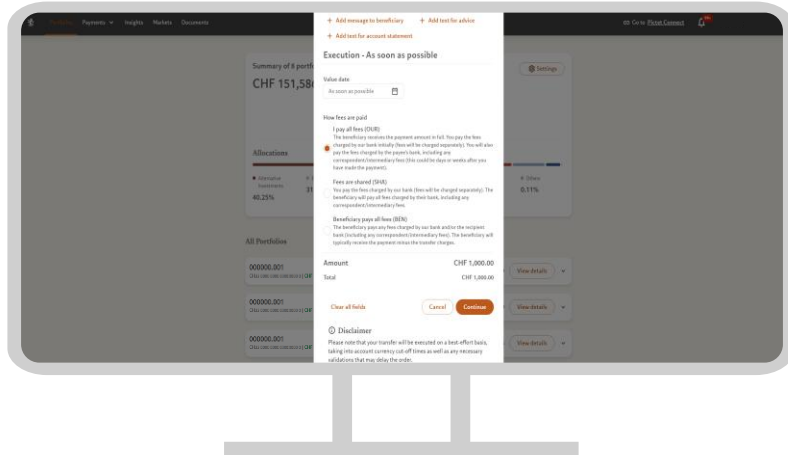 Portfolios Payments Insights Markets Documents
Go to Pictet Connect
+ Add message to beneficiary + Add text for advice
+ Add text for account statement
Execution - As soon as possible
Value date
As soon as possible
How fees are paid
I pay all fees (OUR)
The beneficiary receives the payment amount in full. You pay the fees
charged by our bank initially (fees will be charged separately). You will also
pay the fees charged by the payee's bank, including any
correspondent/intermediary fees (this could be days or weeks after you
have made the payment).
Fees are shared (SHA)
You pay the fees charged by our bank (fees will be charged separately). The
beneficiary will pay all fees charged by their bank, including any
correspondent/intermediary fees.
Beneficiary pays all fees (BEN)
The beneficiary pays any fees charged by our bank and/or the recipient
bank (including any correspondent/intermediary fees). The beneficiary will
typically receive the payment minus the transfer charges.
Amount CHF 1,000.00
Total CHF 1,000.00
Clear all fields Cancel Continue
Disclaimer
Please note that your transfer will be executed on a best-effort basis,
taking into account currency cut-off times as well as any necessary
validations that may delay the order.
Summary of 8 portfo
CHF 151,58
Settings
Allocations
Alternative
investments
40.25%
31
Others
0.11%
All Portfolios
000000.001
View details
000000.001
View details
000000.001
View details